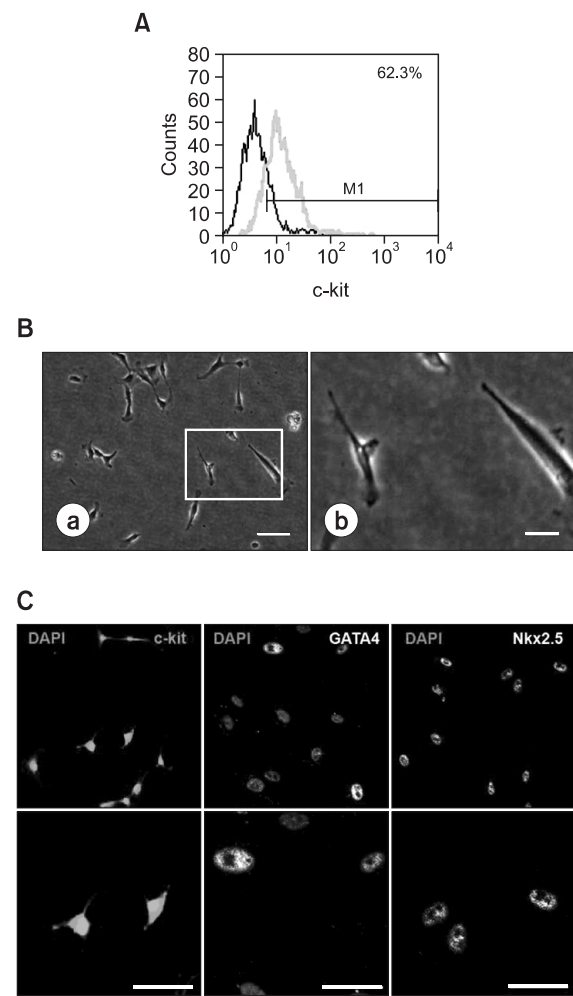 A
80
70
60
50
40
30
20
10
0
Counts
62.3%
M1
10⁰ 10¹ 10² 10³ 10⁴
c-kit
B
a b
C
DAPI c-kit DAPI GATA4 DAPI Nkx2.5